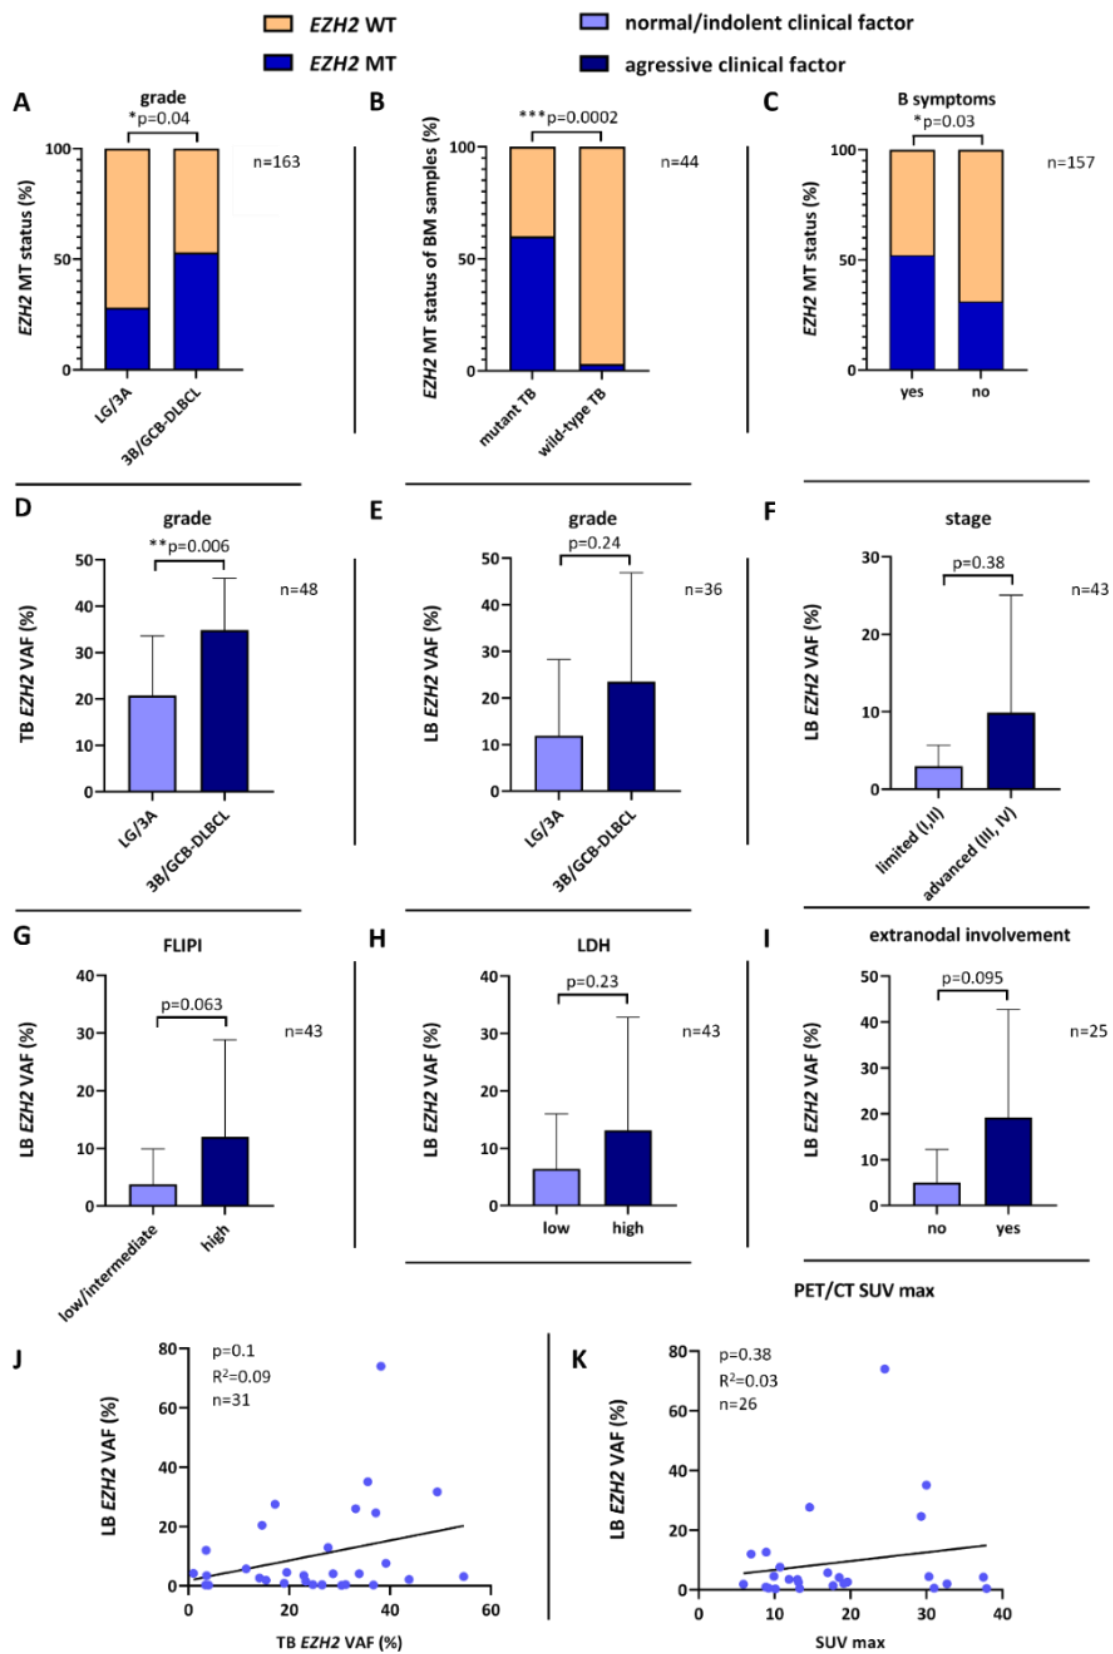 EZH2 WT
normal/indolent clinical factor
EZH2 MT
agressive clinical factor
A
grade
*p=0.04
n=163
EZH2 MT status (%)
100
50
0
LG/3A
3B/GCB-DLBCL
B
***p=0.0002
n=44
EZH2 MT status of BM samples (%)
100
50
0
mutant TB
wild-type TB
C
B symptoms
*p=0.03
n=157
EZH2 MT status (%)
100
50
0
yes
no
D
grade
**p=0.006
n=48
TB EZH2 VAF (%)
50
40
30
20
10
0
LG/3A
3B/GCB-DLBCL
E
grade
p=0.24
n=36
LB EZH2 VAF (%)
50
40
30
20
10
0
LG/3A
3B/GCB-DLBCL
F
stage
p=0.38
n=43
LB EZH2 VAF (%)
30
20
10
0
limited (I,II)
advanced (III, IV)
G
FLIPI
p=0.063
n=43
LB EZH2 VAF (%)
40
30
20
10
0
low/intermediate
high
H
LDH
p=0.23
n=43
LB EZH2 VAF (%)
40
30
20
10
0
low
high
I
extranodal involvement
p=0.095
n=25
LB EZH2 VAF (%)
50
40
30
20
10
0
no
yes
PET/CT SUV max
J
p=0.1
R²=0.09
n=31
LB EZH2 VAF (%)
80
60
40
20
0
0
20
40
60
TB EZH2 VAF (%)
K
p=0.38
R²=0.03
n=26
LB EZH2 VAF (%)
80
60
40
20
0
0
10
20
30
40
SUV max